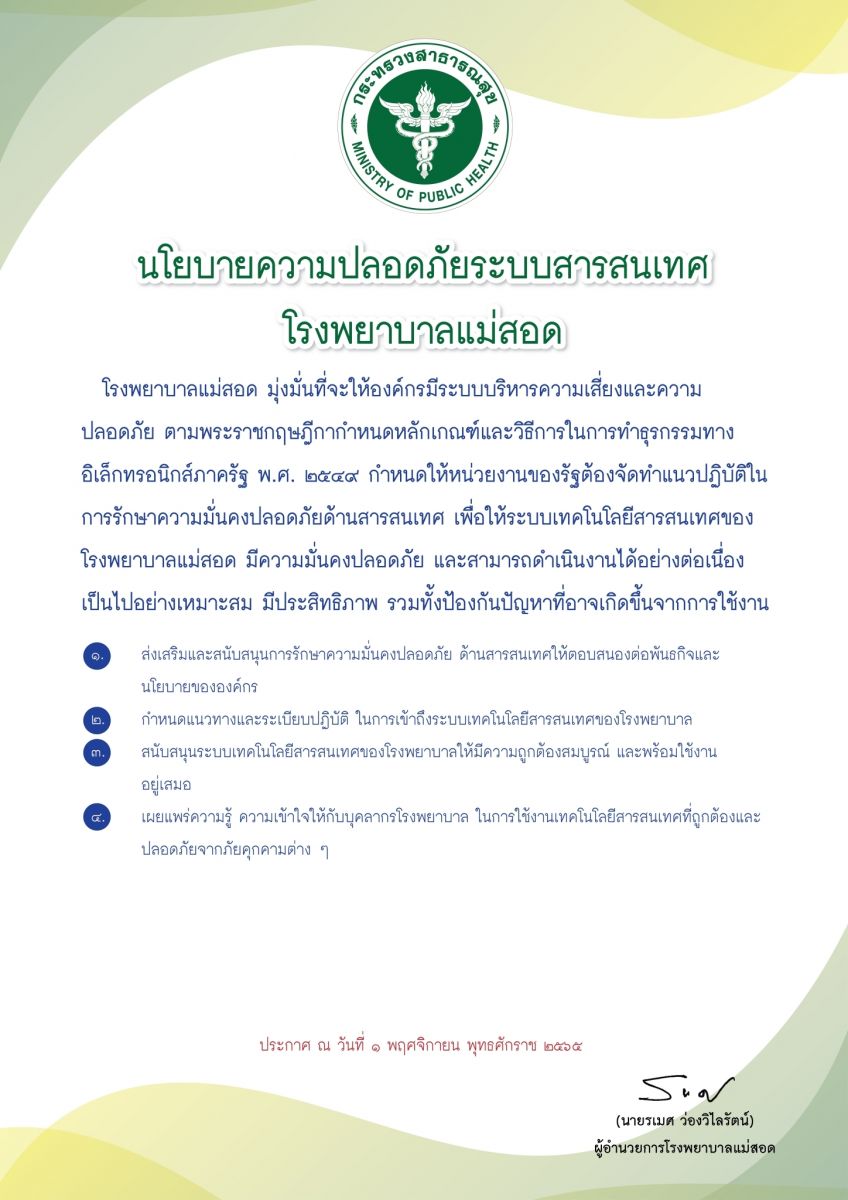 กระทรวงสาธารณสุข
MINISTRY OF PUBLIC HEALTH
นโยบายความปลอดภัยระบบสารสนเทศ
โรงพยาบาลแม่สอด
โรงพยาบาลแม่สอด มุ่งมั่นที่จะให้องค์กรมีระบบบริหารความเสี่ยงและความ
ปลอดภัย ตามพระราชกฤษฎีกากำหนดหลักเกณฑ์และวิธีการในการทำธุรกรรมทาง
อิเล็กทรอนิกส์ภาครัฐ พ.ศ. ๒๕๔๙ กำหนดให้หน่วยงานของรัฐต้องจัดทำแนวปฏิบัติใน
การรักษาความมั่นคงปลอดภัยด้านสารสนเทศ เพื่อให้ระบบเทคโนโลยีสารสนเทศของ
โรงพยาบาลแม่สอด มีความมั่นคงปลอดภัย และสามารถดำเนินงานได้อย่างต่อเนื่อง
เป็นไปอย่างเหมาะสม มีประสิทธิภาพ รวมทั้งป้องกันปัญหาที่อาจเกิดขึ้นจากการใช้งาน
๑. ส่งเสริมและสนับสนุนการรักษาความมั่นคงปลอดภัย ด้านสารสนเทศให้ตอบสนองต่อพันธกิจและ
นโยบายขององค์กร
๒. กำหนดแนวทางและระเบียบปฏิบัติ ในการเข้าถึงระบบเทคโนโลยีสารสนเทศของโรงพยาบาล
๓. สนับสนุนระบบเทคโนโลยีสารสนเทศของโรงพยาบาลให้มีความถูกต้องสมบูรณ์ และพร้อมใช้งาน
อยู่เสมอ
๔. เผยแพร่ความรู้ ความเข้าใจให้กับบุคลากรโรงพยาบาล ในการใช้งานเทคโนโลยีสารสนเทศที่ถูกต้องและ
ปลอดภัยจากภัยคุกคามต่าง ๆ
ประกาศ ณ วันที่ ๑ พฤศจิกายน พุทธศักราช ๒๕๖๕
(นายรเมศ ว่องวิไลรัตน์)
ผู้อำนวยการโรงพยาบาลแม่สอด